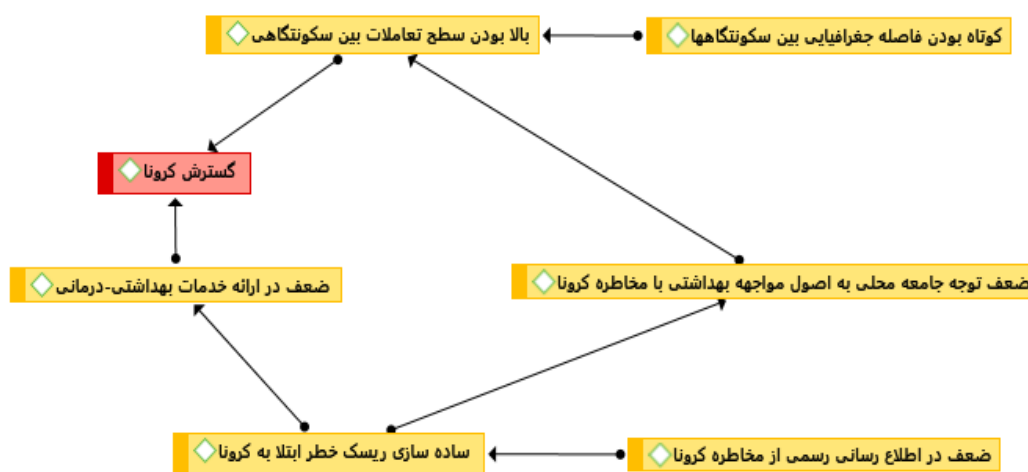 کوتاه بودن فاصله جغرافیایی بین سکونتگاهها
بالا بودن سطح تعاملات بین سکونتگاهی
گسترش کرونا
ضعف توجه جامعه محلی به اصول مواجهه بهداشتی با مخاطره کرونا
ضعف در ارائه خدمات بهداشتی-درمانی
ضعف در اطلاع رسانی رسمی از مخاطره کرونا
ساده سازی ریسک خطر ابتلا به کرونا